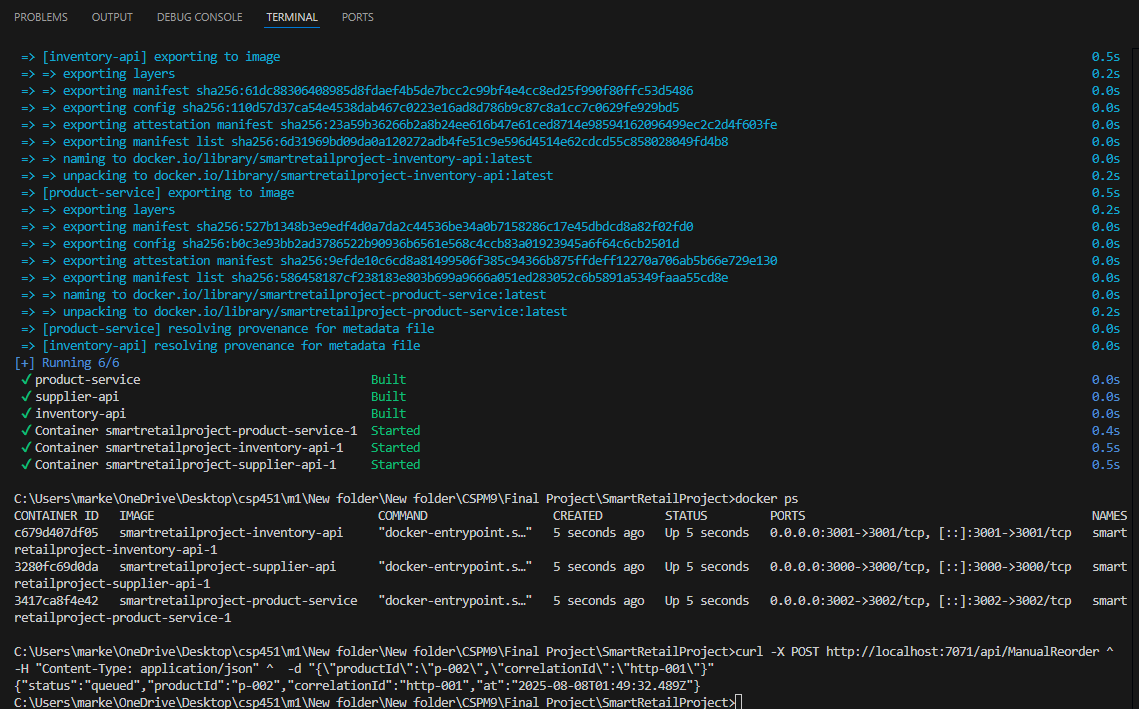 PROBLEMS OUTPUT DEBUG CONSOLE TERMINAL PORTS
=> [inventory-api] exporting to image 0.5s
=> => exporting layers 0.2s
=> => exporting manifest sha256:61dc88306408985d8fdaef4b5de7bcc2c99bf4e4cc8ed25f990f80ffc53d5486 0.0s
=> => exporting config sha256:110d57d37ca54e4538dab467c0223e16ad8d786b9c87c8a1cc7c0629fe929bd5 0.0s
=> => exporting attestation manifest sha256:23a59b36266b2a8b24ee616b47e61ced8714e98594162096499ec2c2d4f603fe 0.0s
=> => exporting manifest list sha256:6d31969bd09da0a120272adb4fe51c9e596d4514e62cdcd55c858028049fd4b8 0.0s
=> => naming to docker.io/library/smartretailproject-inventory-api:latest 0.0s
=> => unpacking to docker.io/library/smartretailproject-inventory-api:latest 0.2s
=> [product-service] exporting to image 0.5s
=> => exporting layers 0.2s
=> => exporting manifest sha256:527b1348b3e9edf4d0a7da2c44536be34a0b7158286c17e45dbdcd8a82f02fd0 0.0s
=> => exporting config sha256:b0c3e93bb2ad3786522b90936b6561e568c4ccb83a01923945a6f64c6cb2501d 0.0s
=> => exporting attestation manifest sha256:9efde10c6cd8a81499506f385c94366b875ffdeff12270a706ab5b66e729e130 0.0s
=> => exporting manifest list sha256:586458187cf238183e803b699a9666a051ed283052c6b5891a5349faaa55cd8e 0.0s
=> => naming to docker.io/library/smartretailproject-product-service:latest 0.0s
=> => unpacking to docker.io/library/smartretailproject-product-service:latest 0.2s
=> [product-service] resolving provenance for metadata file 0.0s
=> [inventory-api] resolving provenance for metadata file 0.0s
[+] Running 6/6
✔ product-service Built 0.0s
✔ supplier-api Built 0.0s
✔ inventory-api Built 0.0s
✔ Container smartretailproject-product-service-1 Started 0.4s
✔ Container smartretailproject-inventory-api-1 Started 0.5s
✔ Container smartretailproject-supplier-api-1 Started 0.5s
C:\Users\marke\OneDrive\Desktop\csp451\m1\New folder\New folder\CSPM9\Final Project\SmartRetailProject>docker ps
CONTAINER ID IMAGE COMMAND CREATED STATUS PORTS NAMES
c679d407df05 smartretailproject-inventory-api "docker-entrypoint.s…" 5 seconds ago Up 5 seconds 0.0.0.0:3001->3001/tcp, [::]:3001->3001/tcp smart
retailproject-inventory-api-1
3280fc69d0da smartretailproject-supplier-api "docker-entrypoint.s…" 5 seconds ago Up 5 seconds 0.0.0.0:3000->3000/tcp, [::]:3000->3000/tcp smart
retailproject-supplier-api-1
3417ca8f4e42 smartretailproject-product-service "docker-entrypoint.s…" 5 seconds ago Up 5 seconds 0.0.0.0:3002->3002/tcp, [::]:3002->3002/tcp smart
retailproject-product-service-1
C:\Users\marke\OneDrive\Desktop\csp451\m1\New folder\New folder\CSPM9\Final Project\SmartRetailProject>curl -X POST http://localhost:7071/api/ManualReorder ^
-H "Content-Type: application/json" ^ -d "{\"productId\":\"p-002\",\"correlationId\":\"http-001\"}"
{"status":"queued","productId":"p-002","correlationId":"http-001","at":"2025-08-08T01:49:32.489Z"}
C:\Users\marke\OneDrive\Desktop\csp451\m1\New folder\New folder\CSPM9\Final Project\SmartRetailProject>